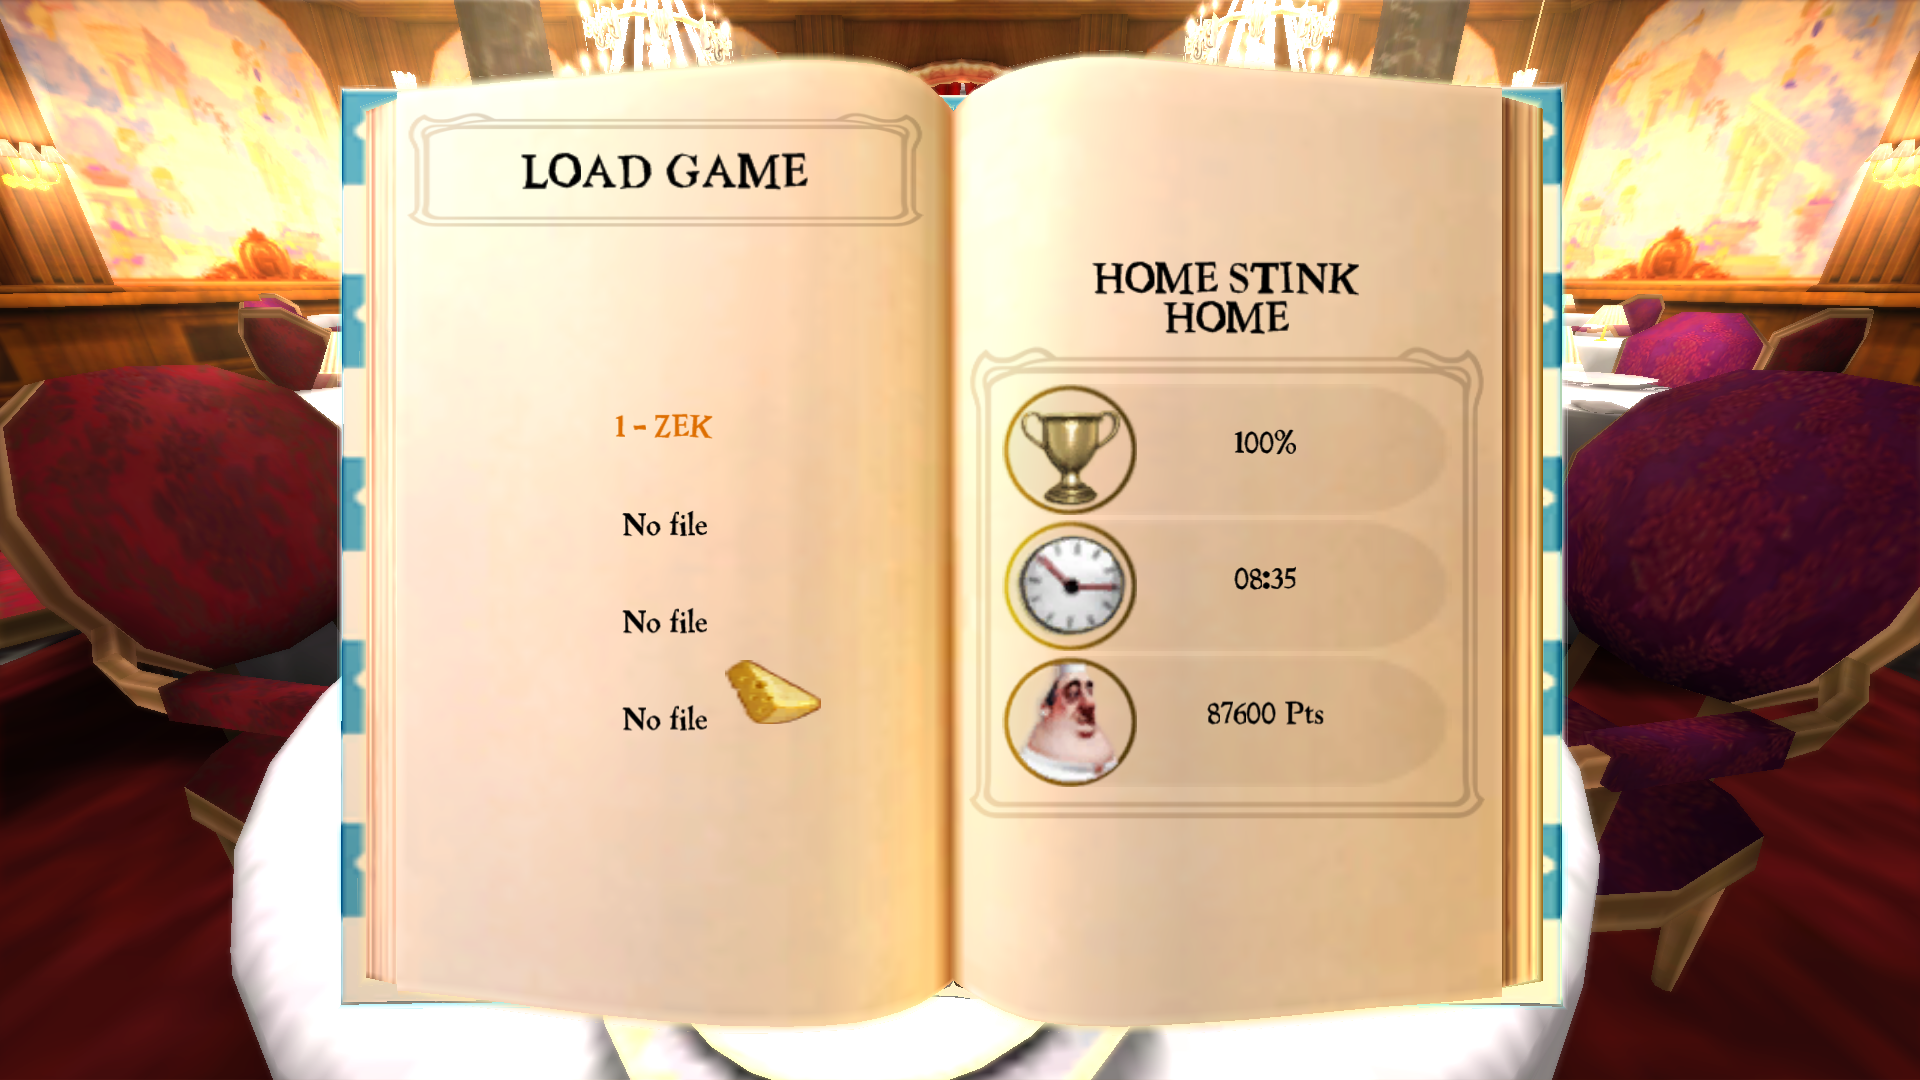 LOAD GAME
1 - ZEK
No file
No file
No file
HOME STINK
HOME
100%
08:35
87600 Pts